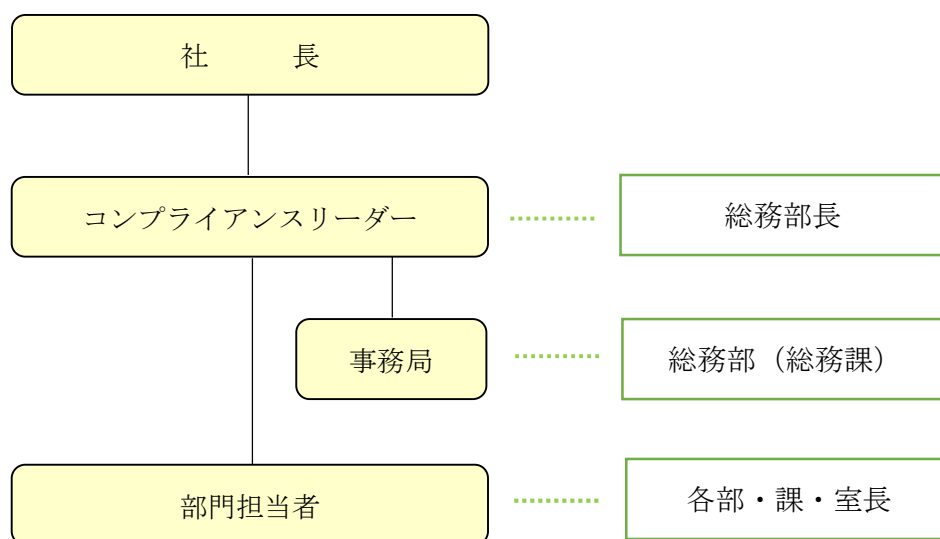 社　　　長
コンプライアンスリーダー
総務部長
事務局
総務部（総務課）
部門担当者
各部・課・室長